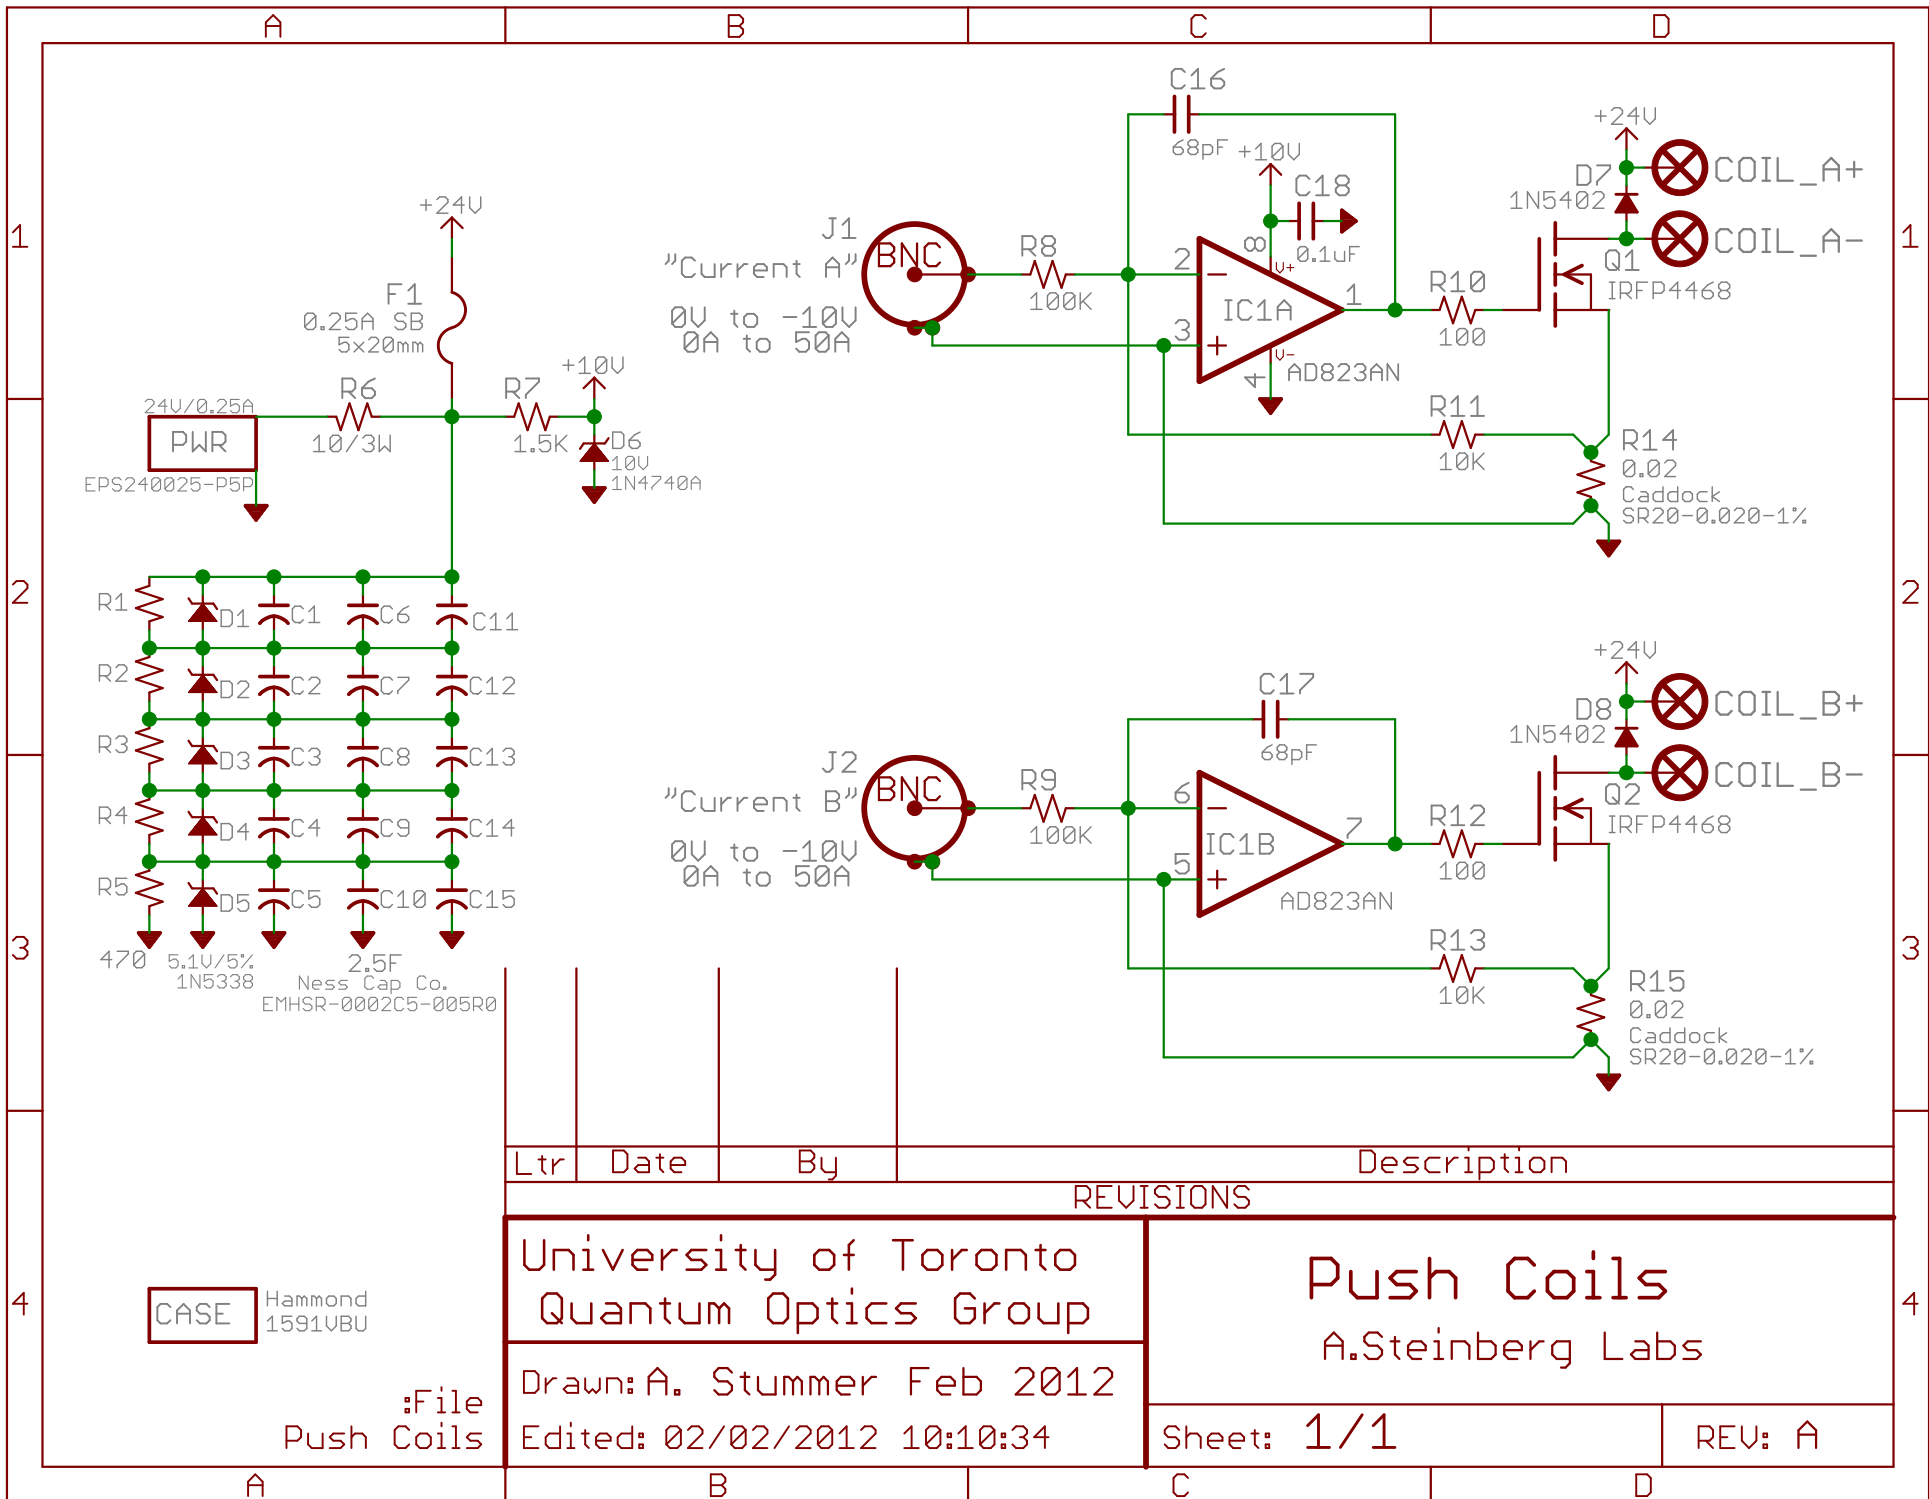 A
B
C
D
1
2
3
4
1
2
3
4
+24V
F1
0.25A SB
5x20mm
24V/0.25A
PWR
EPS240025-P5P
R6
10/3W
R7
1.5K
+10V
D6
10V
1N4740A
R1
D1
C1
C6
C11
R2
D2
C2
C7
C12
R3
D3
C3
C8
C13
R4
D4
C4
C9
C14
R5
D5
C5
C10
C15
470
5.1V/5%
1N5338
2.5F
Ness Cap Co.
EMHSR-0002C5-005R0
J1
BNC
"Current A"
0V to -10V
0A to 50A
R8
100K
C16
68pF
+10V
C18
0.1uF
8
V+
2
3
IC1A
1
V-
4
AD823AN
R10
100
R11
10K
+24V
D7
1N5402
COIL_A+
COIL_A-
Q1
IRFP4468
R14
0.02
Caddock
SR20-0.020-1%
J2
BNC
"Current B"
0V to -10V
0A to 50A
R9
100K
C17
68pF
6
5
IC1B
7
AD823AN
R12
100
R13
10K
+24V
D8
1N5402
COIL_B+
COIL_B-
Q2
IRFP4468
R15
0.02
Caddock
SR20-0.020-1%
Ltr Date By Description
REVISIONS
University of Toronto
Quantum Optics Group
Drawn: A. Stummer Feb 2012
Edited: 02/02/2012 10:10:34
Push Coils
A.Steinberg Labs
Sheet: 1/1
REV: A
CASE
Hammond
1591VBU
:File
Push Coils
A
B
C
D